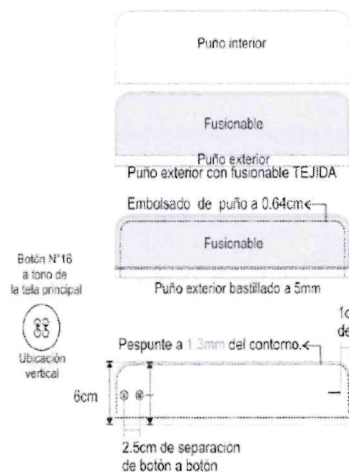 Puño interior
Fusionable
Puño exterior
Puño exterior con fusionable TEJIDA
Embolsado de puño a 0.64cm
Fusionable
Botón N°16
a tono de
la tela principal
Puño exterior bastillado a 5mm
Ubicación
vertical
Pespunte a 1.3mm del contorno.
6cm
2.5cm de separación
de botón a botón